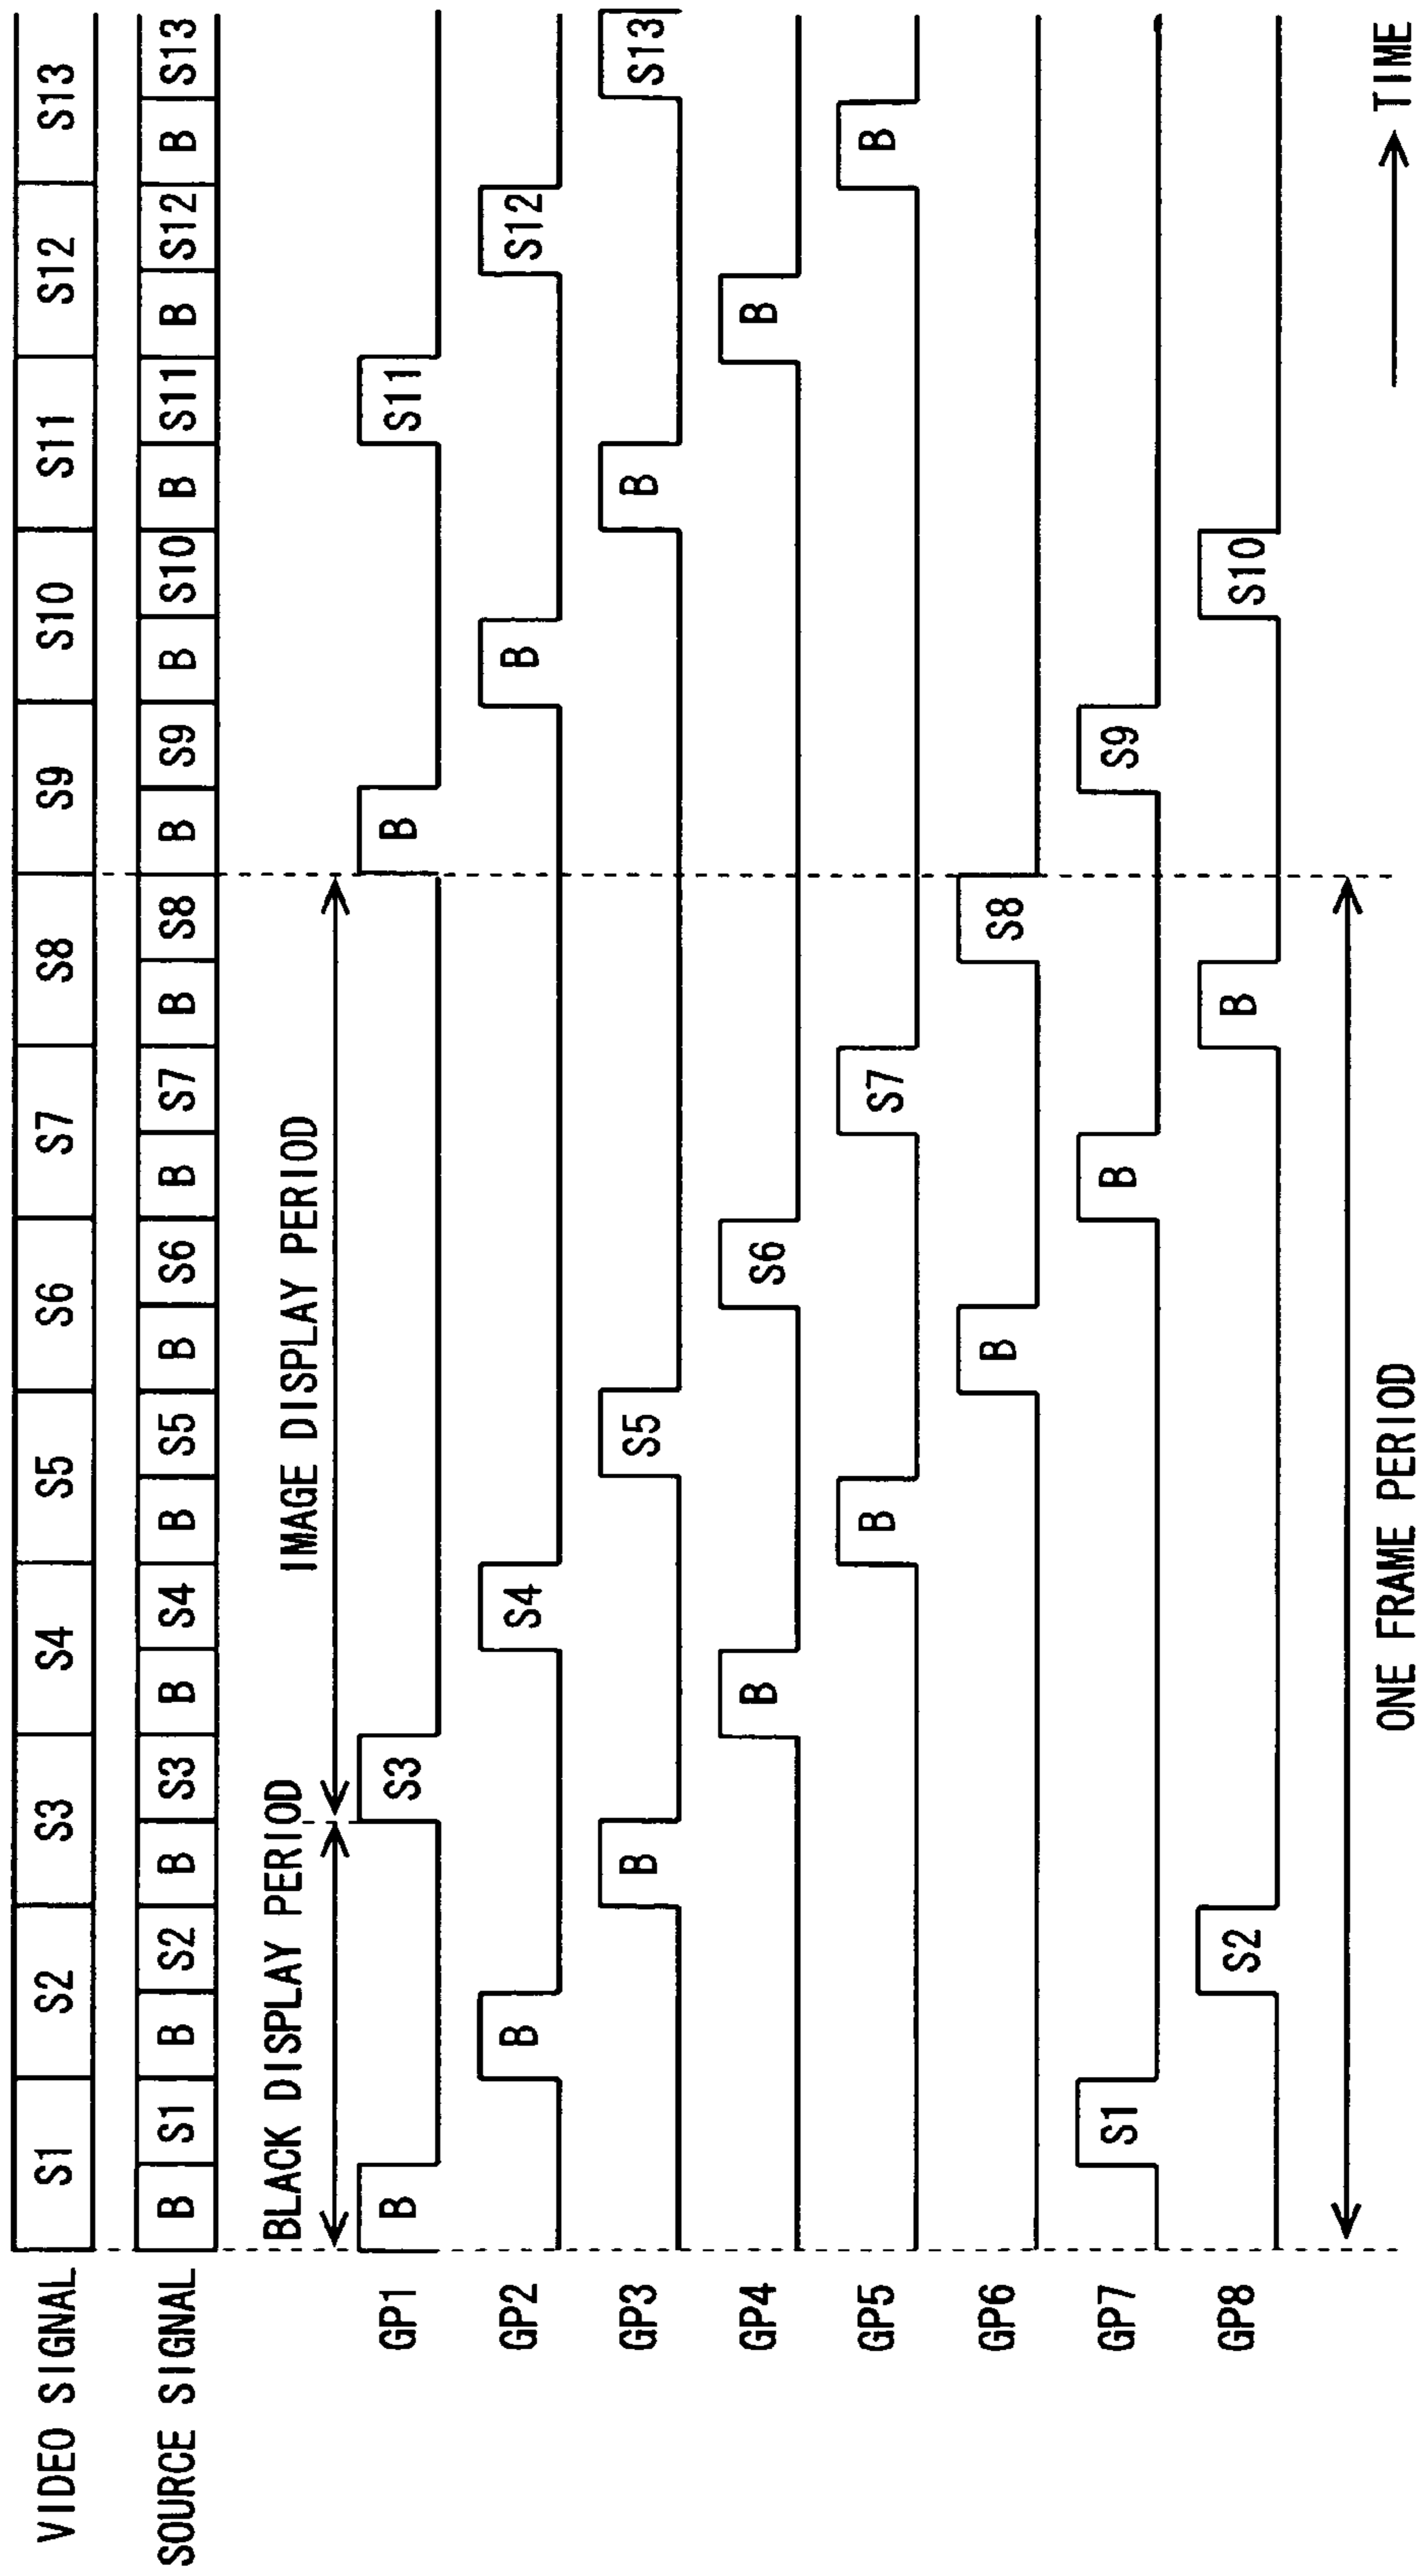 VIDEO SIGNAL S1 S2 S3 S4 S5 S6 S7 S8 S9 S10 S11 S12 S13
SOURCE SIGNAL B S1 B S2 B S3 B S4 B S5 B S6 B S7 B S8 B S9 B S10 B S11 B S12 B S13
BLACK DISPLAY PERIOD IMAGE DISPLAY PERIOD
GP1 B S3 B S11
GP2 B S4 B S12
GP3 B S5 B S13
GP4 B S6 B
GP5 B S7 B
GP6 B S8
GP7 S1 B S9
GP8 S2 B S10
ONE FRAME PERIOD
TIME